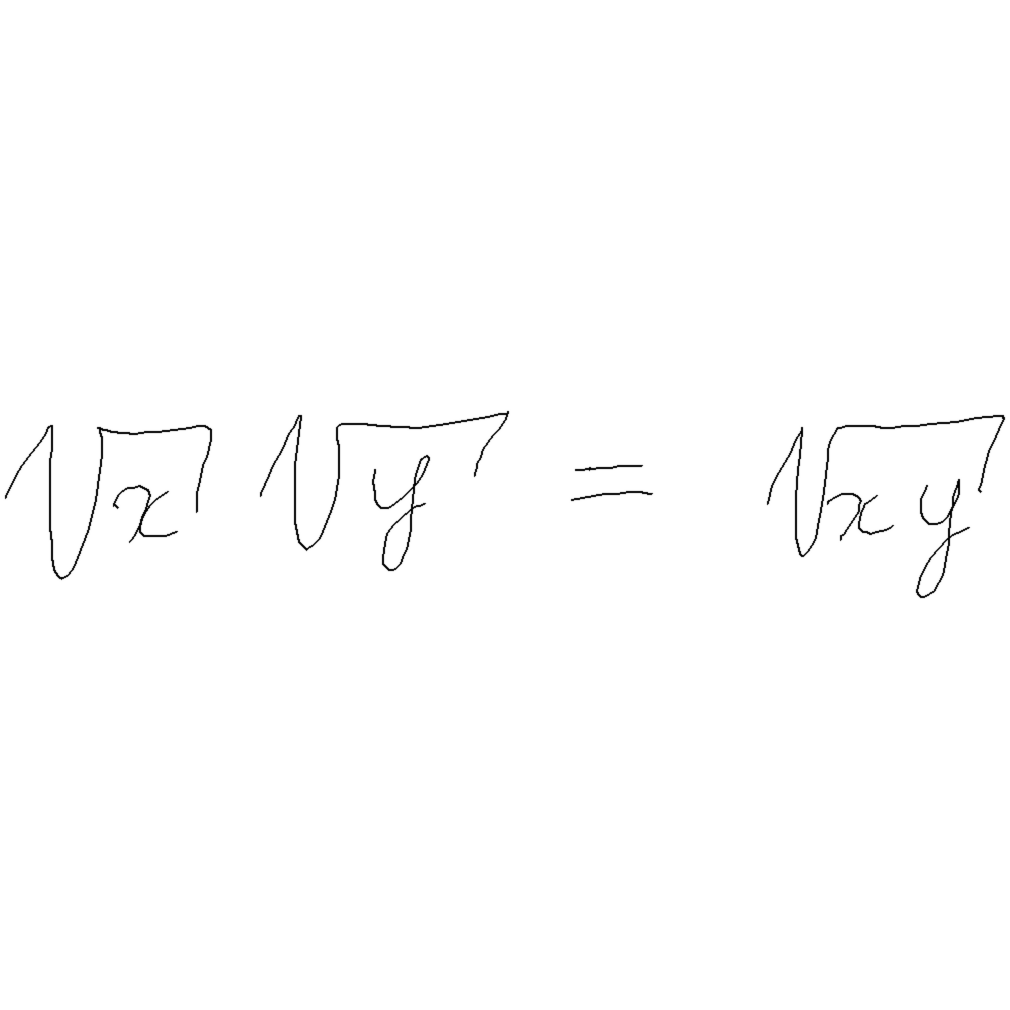 √x √y = √xy